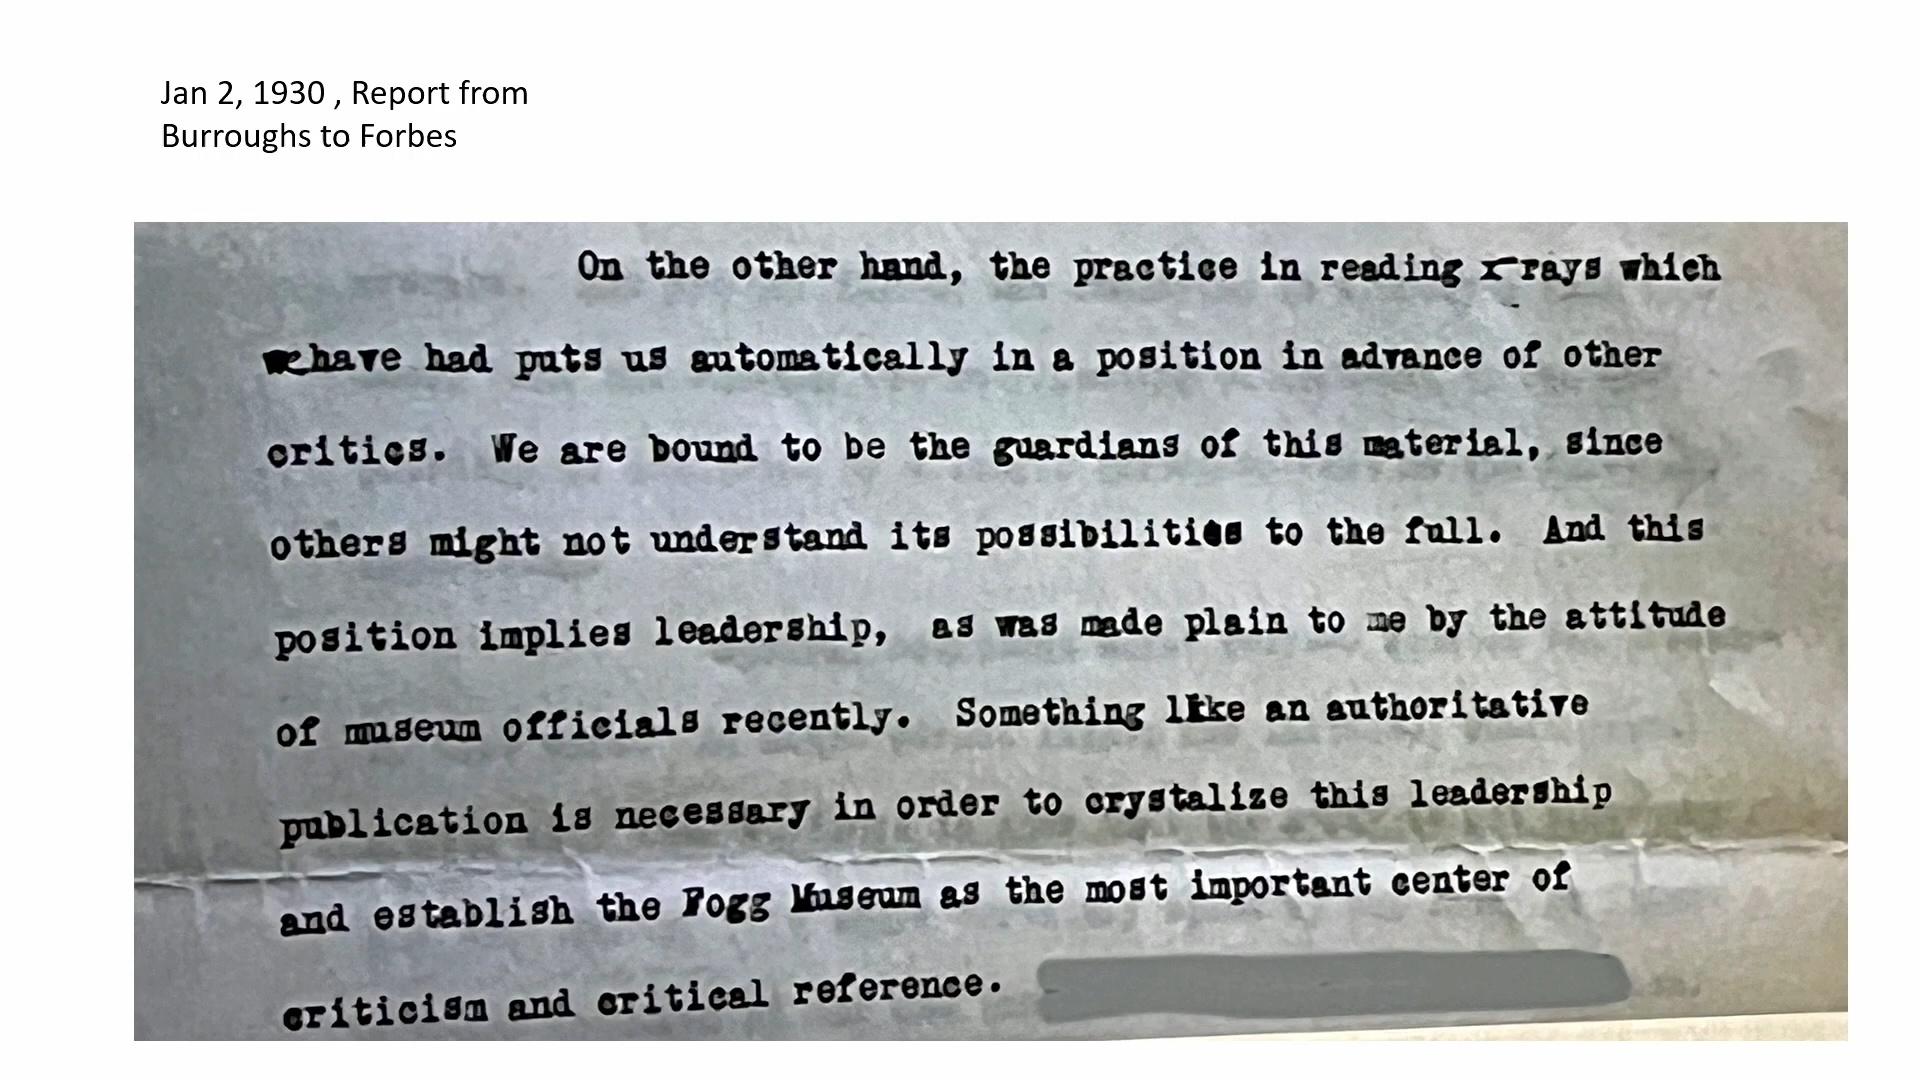 Jan 2, 1930 , Report from
Burroughs to Forbes
On the other hand, the practice in reading x rays which
we have had puts us automatically in a position in advance of other
critics. We are bound to be the guardians of this material, since
others might not understand its possibilities to the full. And this
position implies leadership, as was made plain to me by the attitude
of museum officials recently. Something like an authoritative
publication is necessary in order to crystalize this leadership
and establish the Fogg Museum as the most important center of
criticism and critical reference.